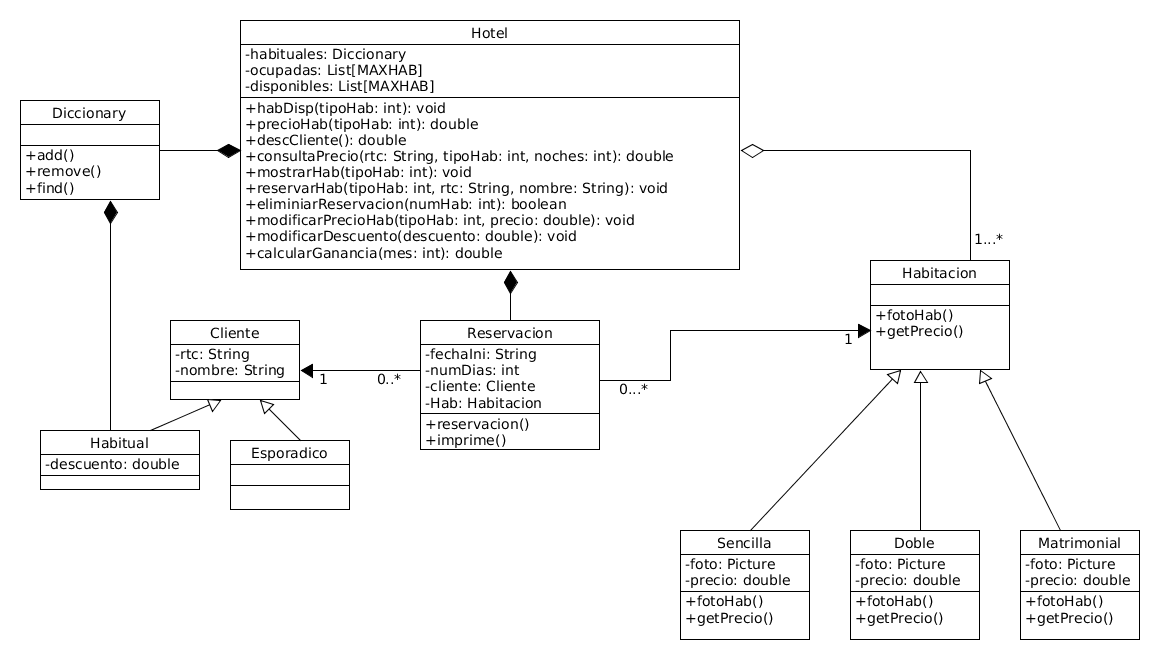 Hotel
-habituales: Diccionary
-ocupadas: List[MAXHAB]
-disponibles: List[MAXHAB]
+habDisp(tipoHab: int): void
+precioHab(tipoHab: int): double
+descCliente(): double
+consultaPrecio(rtc: String, tipoHab: int, noches: int): double
+mostrarHab(tipoHab: int): void
+reservarHab(tipoHab: int, rtc: String, nombre: String): void
+eliminiarReservacion(numHab: int): boolean
+modificarPrecioHab(tipoHab: int, precio: double): void
+modificarDescuento(descuento: double): void
+calcularGanancia(mes: int): double
Diccionary
+add()
+remove()
+find()
1...*
Habitacion
+fotoHab()
+getPrecio()
1
Cliente
-rtc: String
-nombre: String
1
0..*
Reservacion
-fechaIni: String
-numDias: int
-cliente: Cliente
-Hab: Habitacion
+reservacion()
+imprime()
0...*
Habitual
-descuento: double
Esporadico
Sencilla
-foto: Picture
-precio: double
+fotoHab()
+getPrecio()
Doble
-foto: Picture
-precio: double
+fotoHab()
+getPrecio()
Matrimonial
-foto: Picture
-precio: double
+fotoHab()
+getPrecio()